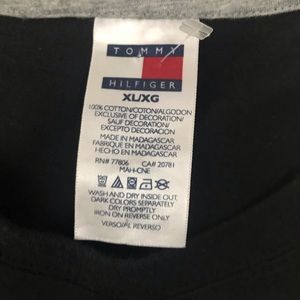 TOMMY
HILFIGER
XL/XG
100% COTTON/COTON/ALGODON
EXCLUSIVE OF DECORATION/
SAUF DECORATION/
EXCEPTO DECORACION
MADE IN MADAGASCAR
FABRIQUE EN MADAGASCAR
HECHO EN MADAGASCAR
RN# 77806 CA# 20781
MAH-CNE
WASH AND DRY INSIDE OUT,
DARK COLORS SEPARATELY
DRY PROMPTLY
IRON ON REVERSE ONLY
VERSO/AL REVERSO